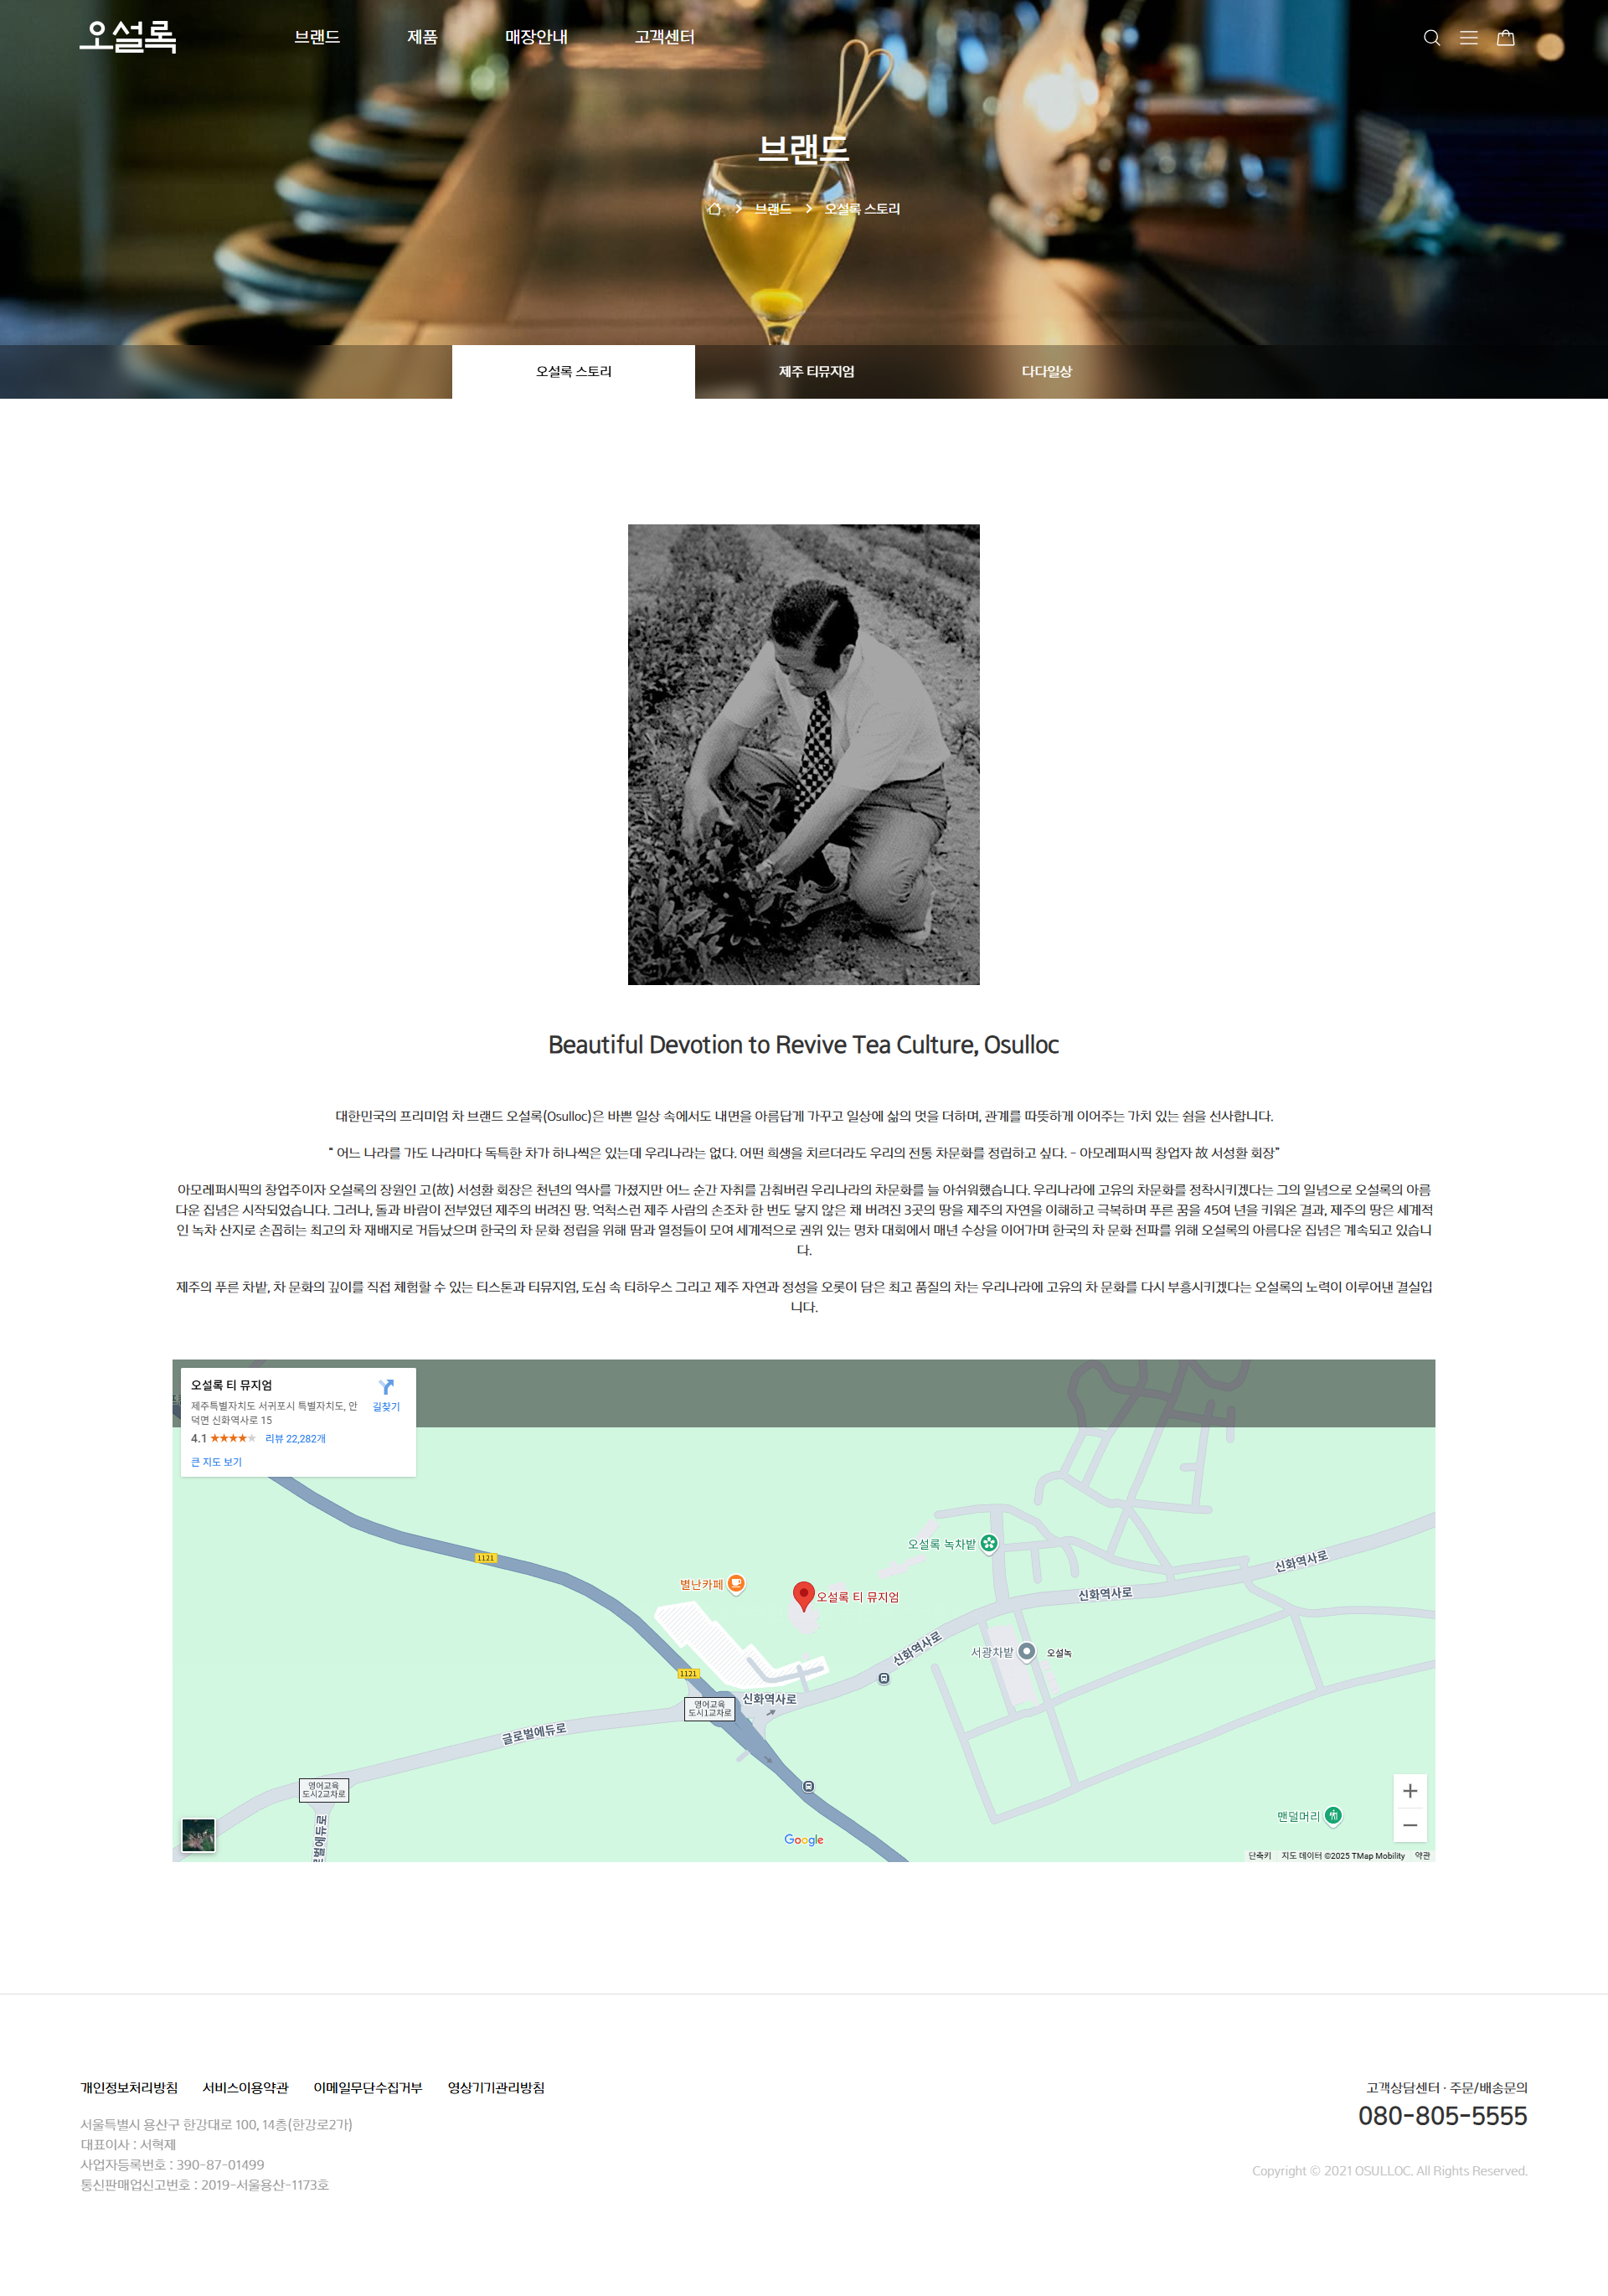 오설록
브랜드 제품 매장안내 고객센터
브랜드
브랜드 오설록 스토리
오설록 스토리 제주 티뮤지엄 다다일상
Beautiful Devotion to Revive Tea Culture, Osulloc
대한민국의 프리미엄 차 브랜드 오설록(Osulloc)은 바쁜 일상 속에서도 내면을 아름답게 가꾸고 일상에 삶의 멋을 더하며, 관계를 따뜻하게 이어주는 가치 있는 쉼을 선사합니다.
“ 어느 나라를 가도 나라마다 독특한 차가 하나씩은 있는데 우리나라는 없다. 어떤 희생을 치르더라도 우리의 전통 차문화를 정립하고 싶다. - 아모레퍼시픽 창업자 故 서성환 회장”
아모레퍼시픽의 창업주이자 오설록의 장원인 고(故) 서성환 회장은 천년의 역사를 가졌지만 어느 순간 자취를 감춰버린 우리나라의 차문화를 늘 아쉬워했습니다. 우리나라에 고유의 차문화를 정착시키겠다는 그의 일념으로 오설록의 아름
다운 집념은 시작되었습니다. 그러나, 돌과 바람이 전부였던 제주의 버려진 땅. 억척스런 제주 사람의 손조차 한 번도 닿지 않은 채 버려진 3곳의 땅을 제주의 자연을 이해하고 극복하며 푸른 꿈을 45여 년을 키워온 결과, 제주의 땅은 세계적
인 녹차 산지로 손꼽히는 최고의 차 재배지로 거듭났으며 한국의 차 문화 정립을 위해 땀과 열정들이 모여 세계적으로 권위 있는 명차 대회에서 매년 수상을 이어가며 한국의 차 문화 전파를 위해 오설록의 아름다운 집념은 계속되고 있습니
다.
제주의 푸른 차밭, 차 문화의 깊이를 직접 체험할 수 있는 티스톤과 티뮤지엄, 도심 속 티하우스 그리고 제주 자연과 정성을 오롯이 담은 최고 품질의 차는 우리나라에 고유의 차 문화를 다시 부흥시키겠다는 오설록의 노력이 이루어낸 결실입
니다.
오설록 티 뮤지엄
길찾기
제주특별자치도 서귀포시 특별자치도, 안
덕면 신화역사로 15
4.1 리뷰 22,282개
큰 지도 보기
1121
오설록 녹차밭
신화역사로
별난카페
오설록 티 뮤지엄
신화역사로
신화역사로
서광차밭
오설녹
1121
신화역사로
영어교육
도시1교차로
글로벌에듀로
영어교육
도시2교차로
로벌에듀로
맨덜머리
Google
단축키 지도 데이터 ©2025 TMap Mobility 약관
개인정보처리방침 서비스이용약관 이메일무단수집거부 영상기기관리방침
서울특별시 용산구 한강대로 100, 14층(한강로2가)
대표이사 : 서혁제
사업자등록번호 : 390-87-01499
통신판매업신고번호 : 2019-서울용산-1173호
고객상담센터 · 주문/배송문의
080-805-5555
Copyright © 2021 OSULLOC. All Rights Reserved.